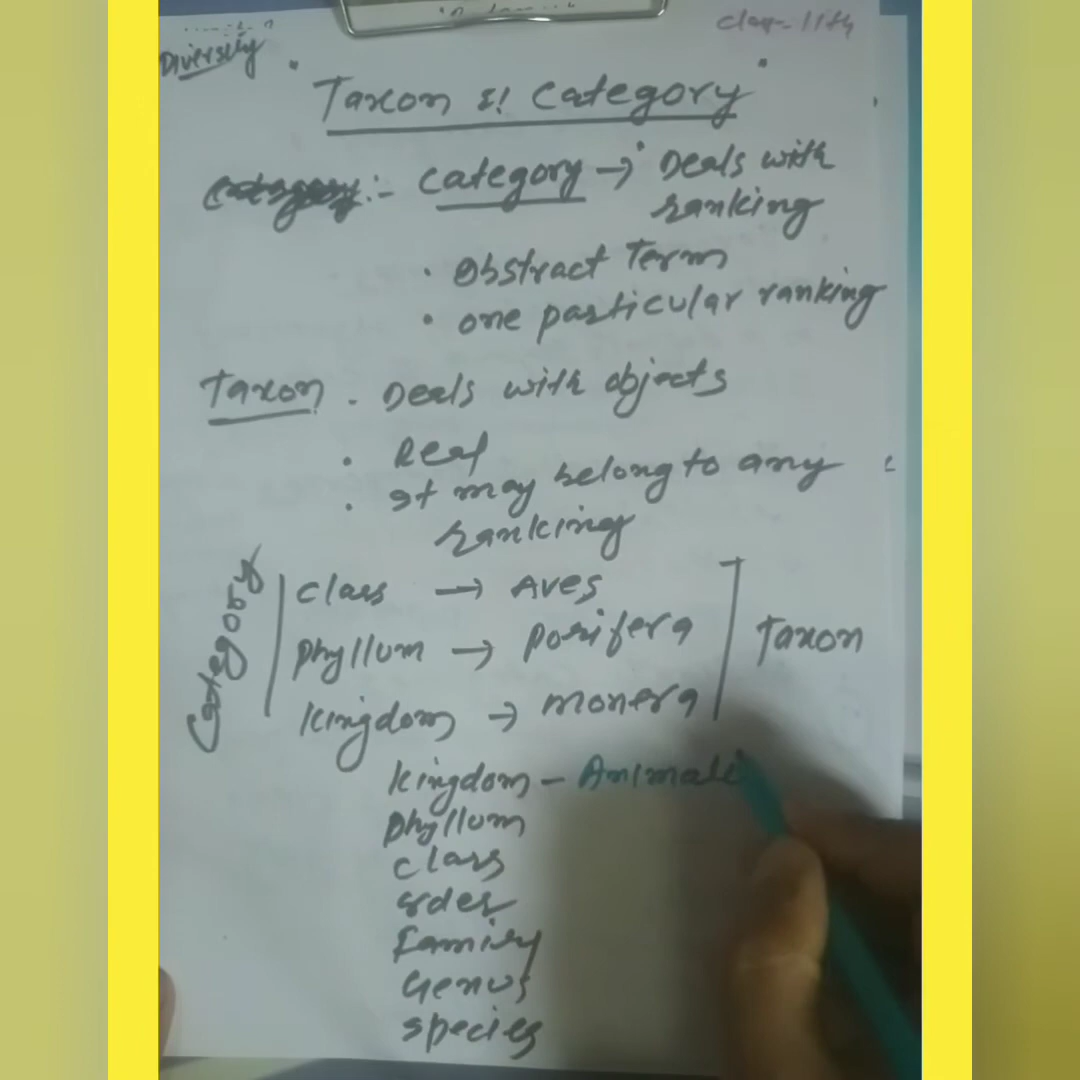 class-11th
Diversity
"Taxon & Category"
Category :- Category → • Deals with
ranking
• Obstract Term
• one particular ranking
Taxon . Deals with objects
• Real
• It may belong to any
ranking
Category
class → Aves
Phyllum → Porifera
Kingdom → monera
Taxon
Kingdom - Animali
Phyllum
Class
order
Family
Genus
species